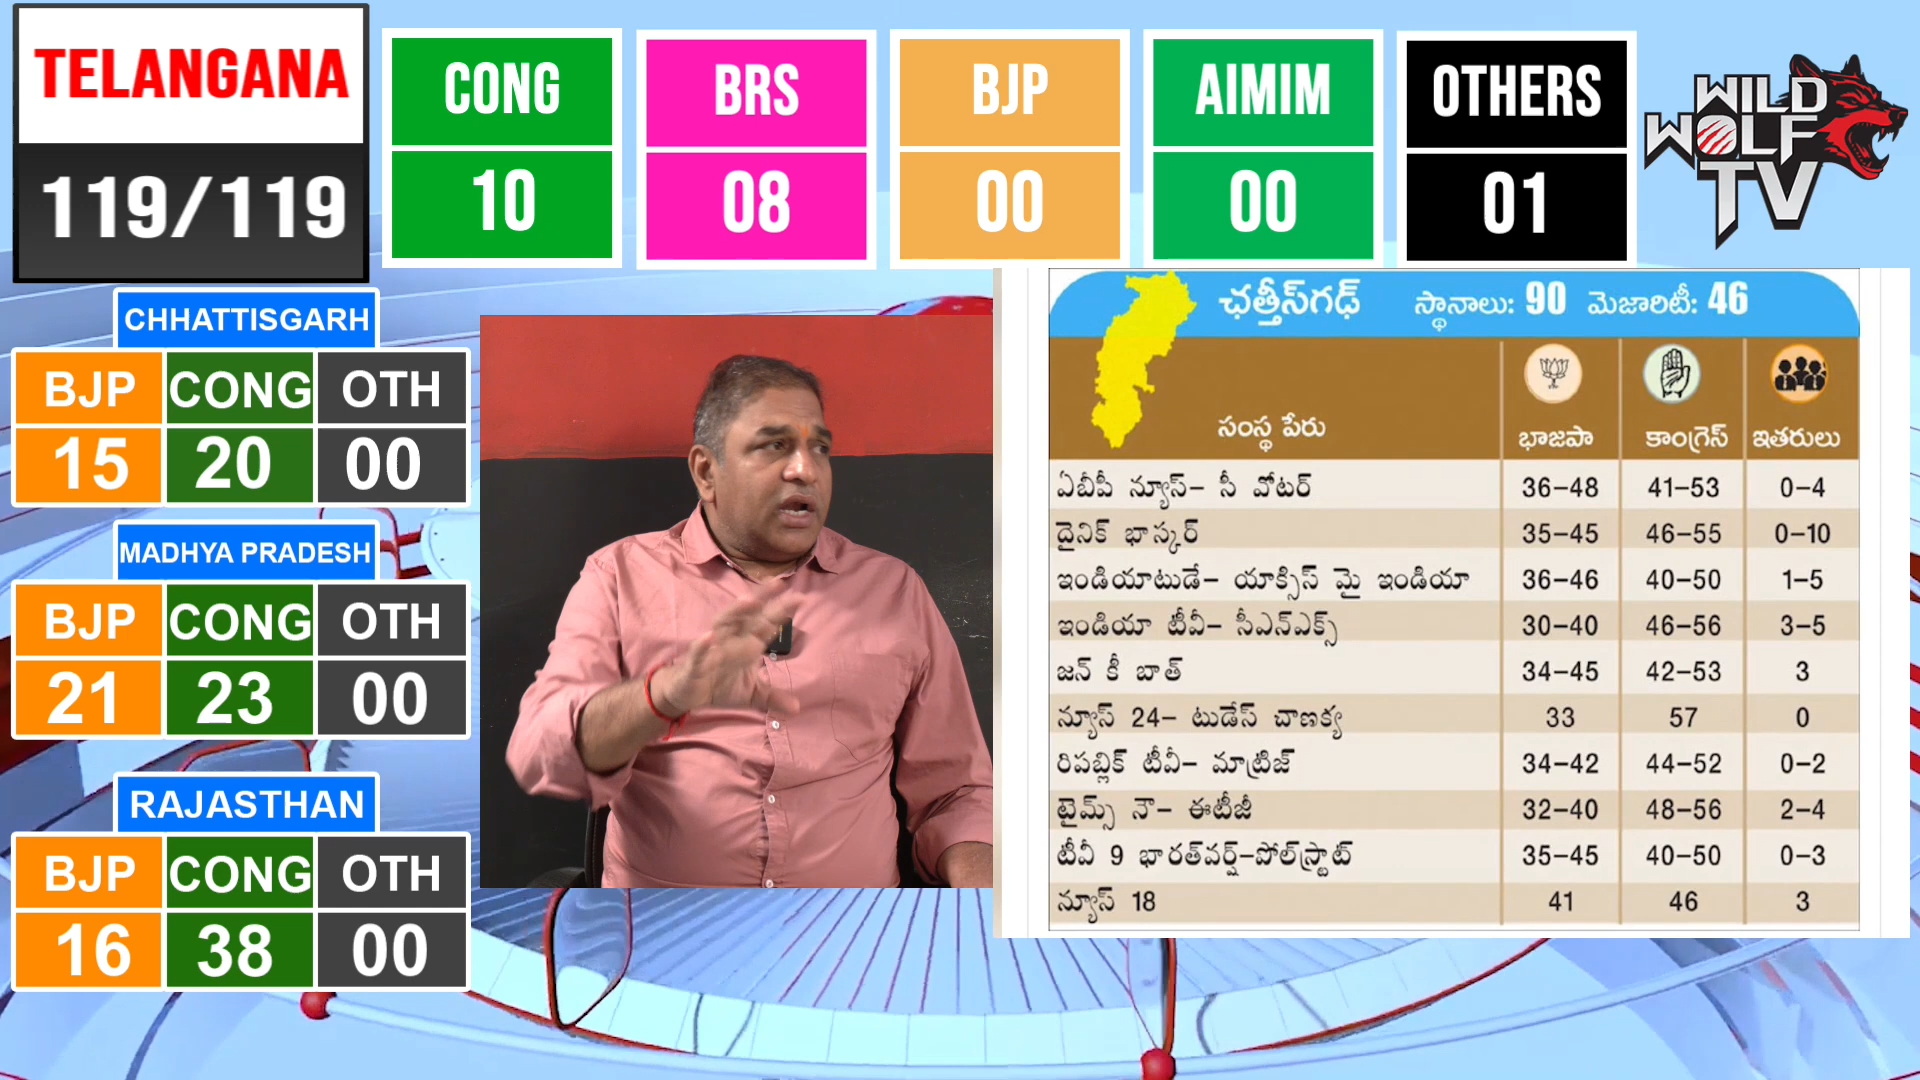 TELANGANA
119/119
CONG
10
BRS
08
BJP
00
AIMIM
00
OTHERS
01
WILD
WOLF
TV
CHHATTISGARH
BJP CONG OTH
15 20 00
MADHYA PRADESH
BJP CONG OTH
21 23 00
RAJASTHAN
BJP CONG OTH
16 38 00
ఛత్తీస్‌గఢ్ స్థానాలు: 90 మెజారిటీ: 46
సంస్థ పేరు భాజపా కాంగ్రెస్ ఇతరులు
ఏబీపీ న్యూస్– సీ వోటర్ 36–48 41–53 0–4
దైనిక్ భాస్కర్ 35–45 46–55 0–10
ఇండియాటుడే– యాక్సిస్ మై ఇండియా 36–46 40–50 1–5
ఇండియా టీవీ– సీఎన్ఎక్స్ 30–40 46–56 3–5
జన్ కీ బాత్ 34–45 42–53 3
న్యూస్ 24– టుడేస్ చాణక్య 33 57 0
రిపబ్లిక్ టీవీ– మాట్రిజ్ 34–42 44–52 0–2
టైమ్స్ నౌ– ఈటీజీ 32–40 48–56 2–4
టీవీ 9 భారత్‌వర్ష్–పోల్‌స్ట్రాట్ 35–45 40–50 0–3
న్యూస్ 18 41 46 3